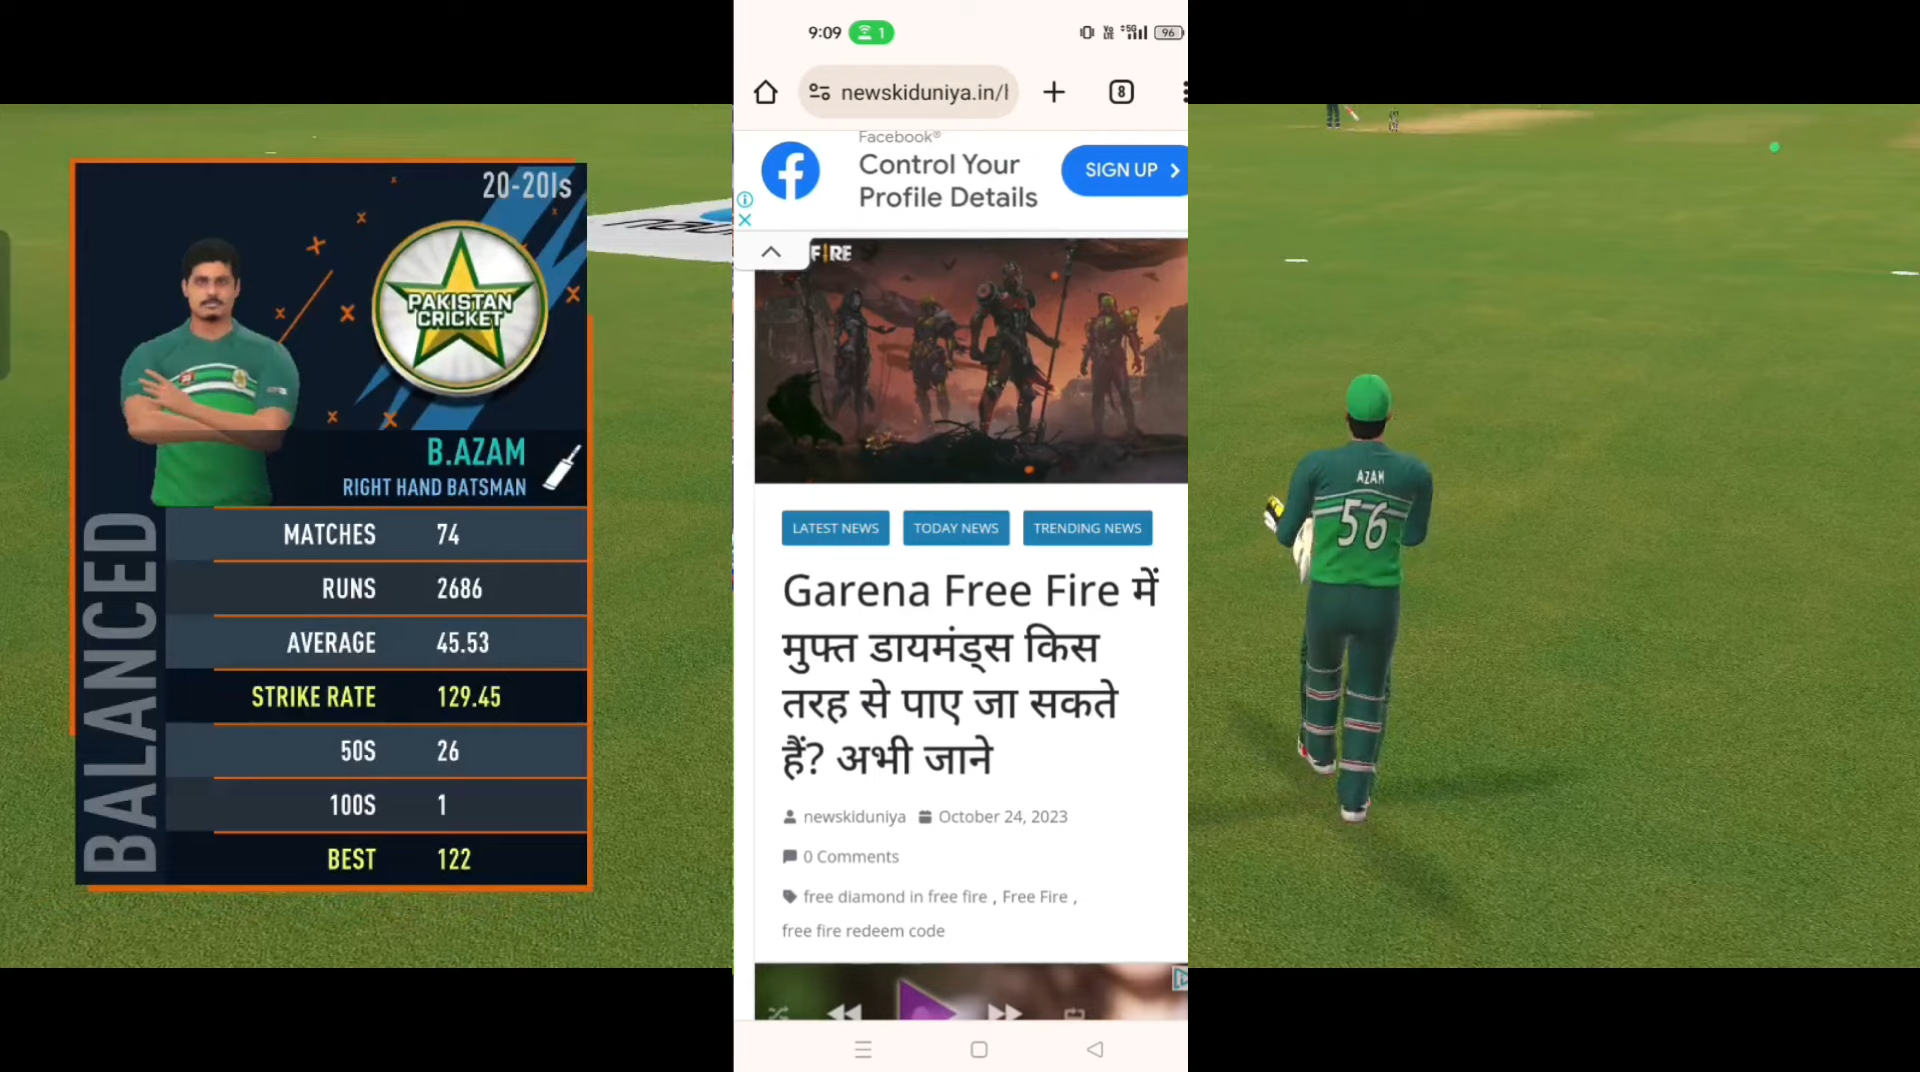 20-20Is
PAKISTAN
CRICKET
B.AZAM
RIGHT HAND BATSMAN
BALANCED
MATCHES 74
RUNS 2686
AVERAGE 45.53
STRIKE RATE 129.45
50S 26
100S 1
BEST 122
9:09 1
5G 96
newskiduniya.in/
8
Facebook®
Control Your
Profile Details
SIGN UP
FIRE
LATEST NEWS TODAY NEWS TRENDING NEWS
Garena Free Fire में
मुफ्त डायमंड्स किस
तरह से पाए जा सकते
हैं? अभी जाने
newskiduniya October 24, 2023
0 Comments
free diamond in free fire , Free Fire ,
free fire redeem code
AZAM
56